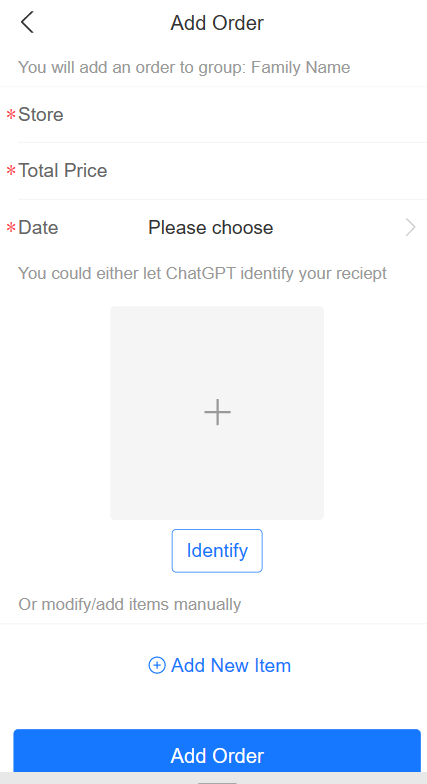 Add Order
You will add an order to group: Family Name
*Store
*Total Price
*Date Please choose
You could either let ChatGPT identify your reciept
Identify
Or modify/add items manually
Add New Item
Add Order